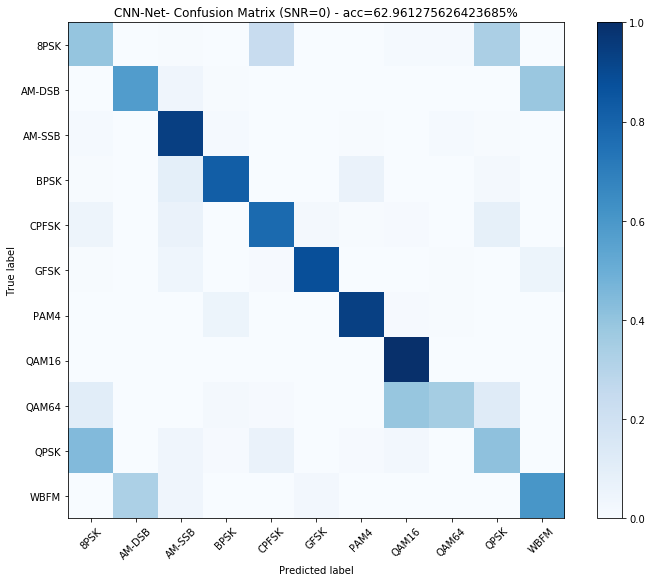 CNN-Net- Confusion Matrix (SNR=0) - acc=62.961275626423685%
True label
8PSK
AM-DSB
AM-SSB
BPSK
CPFSK
GFSK
PAM4
QAM16
QAM64
QPSK
WBFM
8PSK
AM-DSB
AM-SSB
BPSK
CPFSK
GFSK
PAM4
QAM16
QAM64
QPSK
WBFM
Predicted label
1.0
0.8
0.6
0.4
0.2
0.0